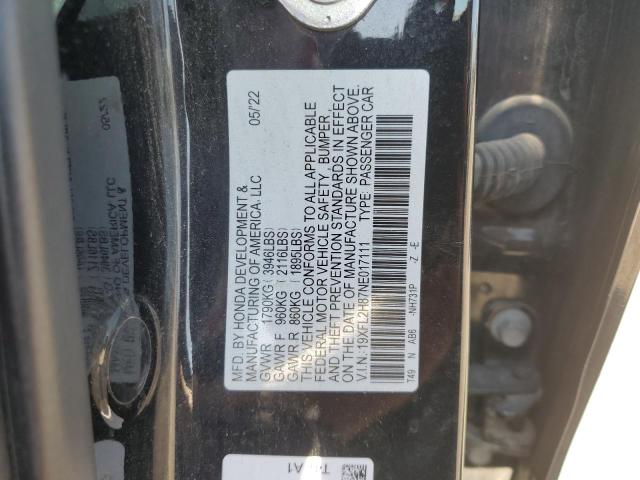 MFD. BY HONDA DEVELOPMENT &
MANUFACTURING OF AMERICA, LLC 05/'22
GVWR 1790KG(3946LBS)
GAWR F 960KG(2116LBS)
GAWR R 860KG(1895LBS)
THIS VEHICLE CONFORMS TO ALL APPLICABLE
FEDERAL MOTOR VEHICLE SAFETY, BUMPER,
AND THEFT PREVENTION STANDARDS IN EFFECT
ON THE DATE OF MANUFACTURE SHOWN ABOVE.
V.I.N.: 19XFL2H87NE017111 TYPE: PASSENGER CAR
T49 N AB6 -NH731P -Z -E